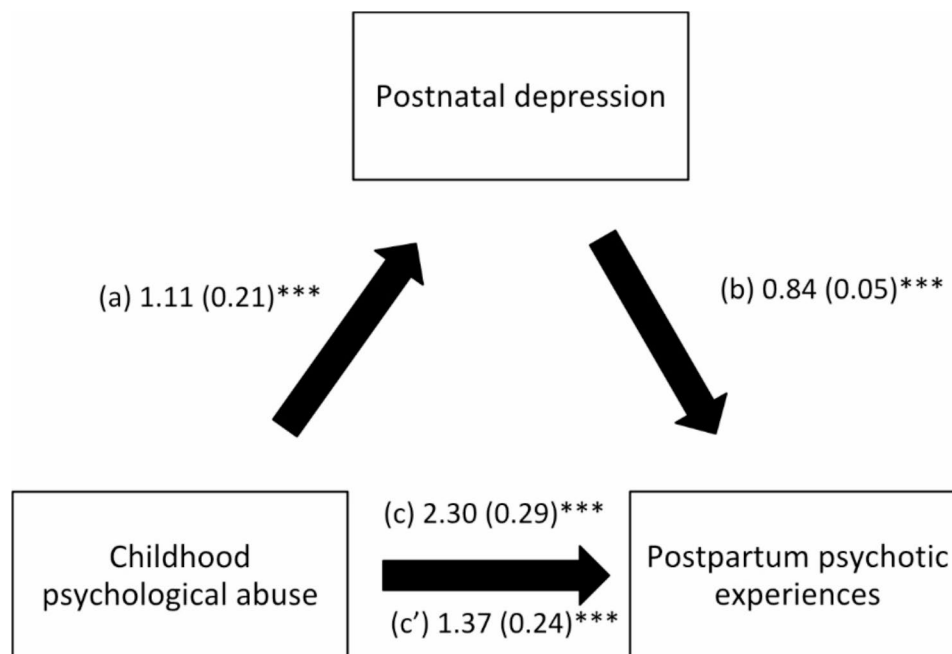 Postnatal depression
(a) 1.11 (0.21)***
(b) 0.84 (0.05)***
(c) 2.30 (0.29)***
Childhood
psychological abuse
Postpartum psychotic
experiences
(c’) 1.37 (0.24)***